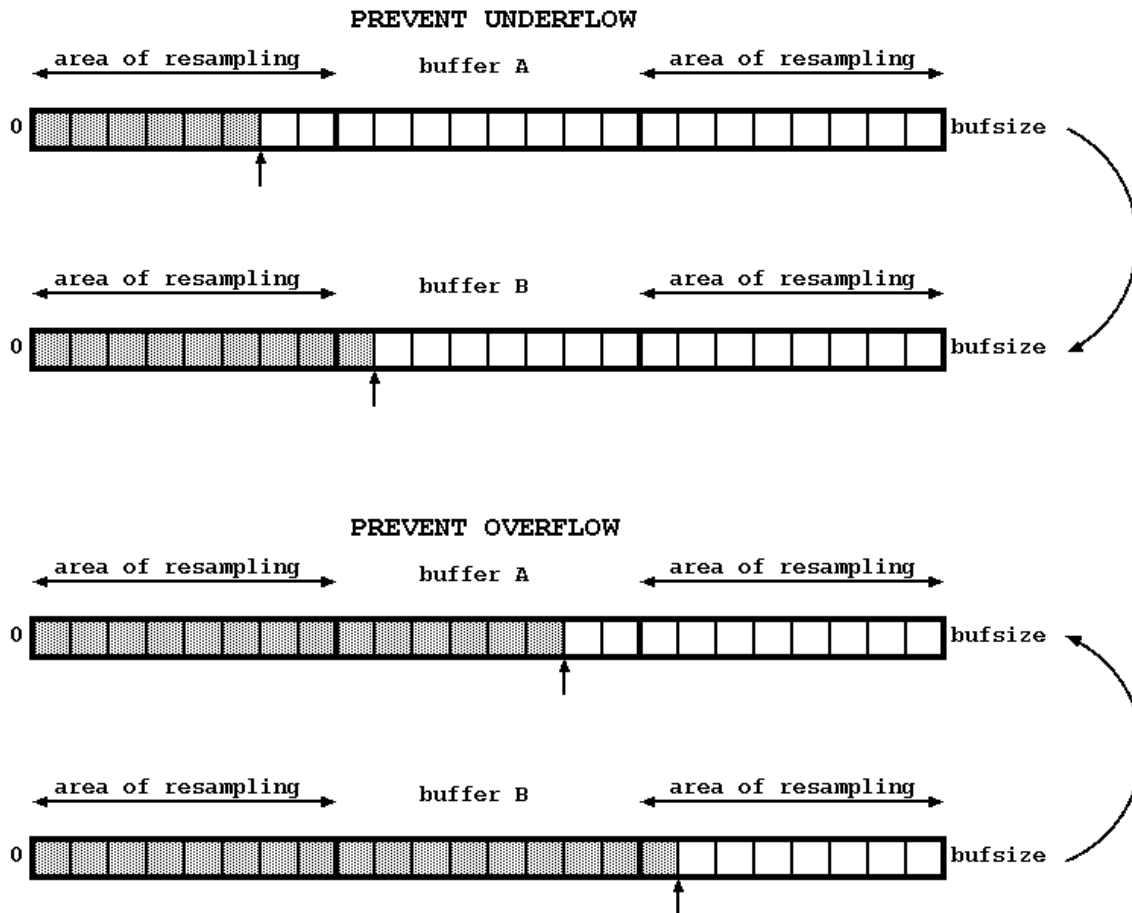 PREVENT UNDERFLOW
area of resampling buffer A area of resampling
0 bufsize
area of resampling buffer B area of resampling
0 bufsize
PREVENT OVERFLOW
area of resampling buffer A area of resampling
0 bufsize
area of resampling buffer B area of resampling
0 bufsize